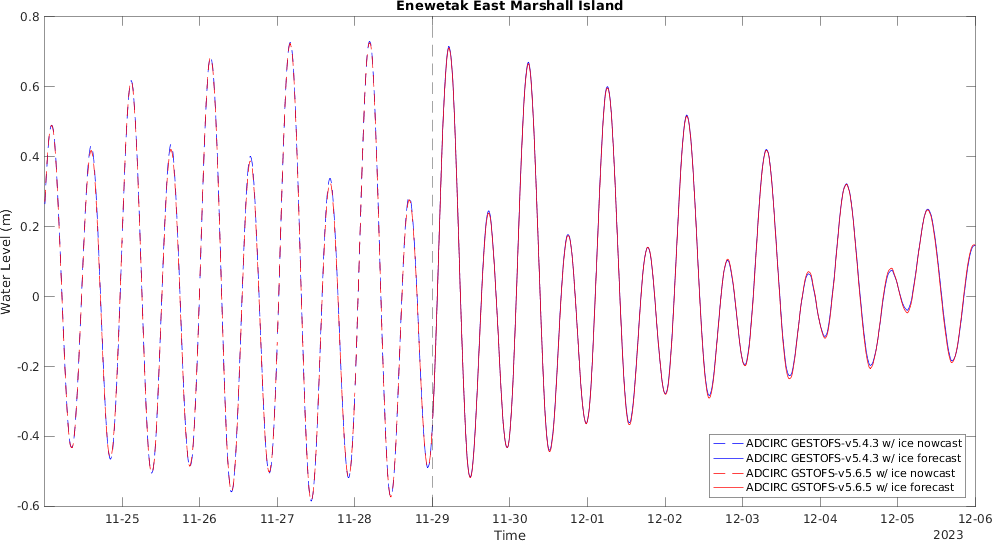 Enewetak East Marshall Island
0.8
0.6
0.4
0.2
0
-0.2
-0.4
-0.6
Water Level (m)
ADCIRC GESTOFS-v5.4.3 w/ ice nowcast
ADCIRC GESTOFS-v5.4.3 w/ ice forecast
ADCIRC GSTOFS-v5.6.5 w/ ice nowcast
ADCIRC GSTOFS-v5.6.5 w/ ice forecast
11-25 11-26 11-27 11-28 11-29 11-30 12-01 12-02 12-03 12-04 12-05 12-06
Time
2023